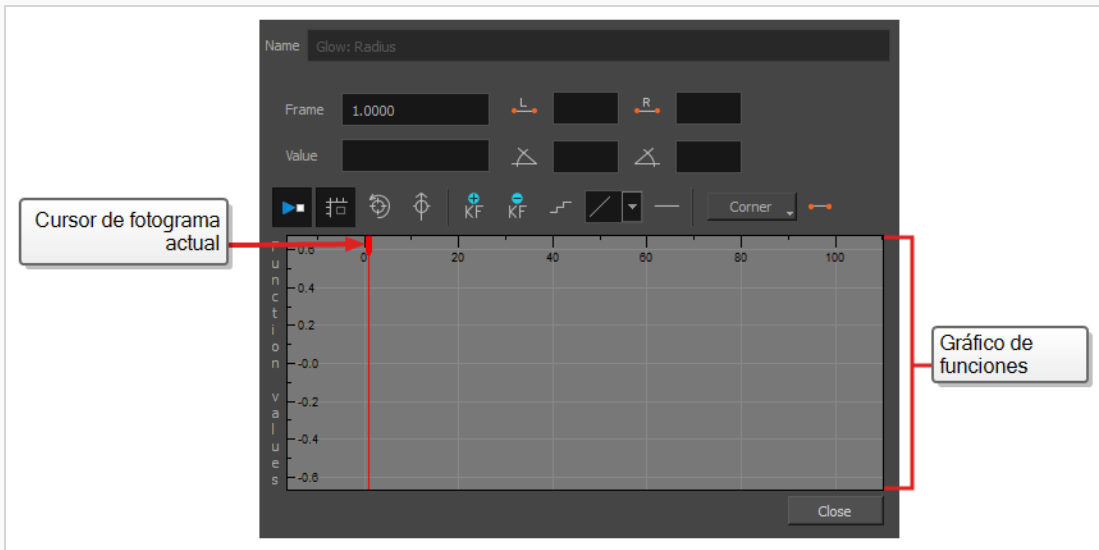 Name Glow: Radius
Frame 1.0000 L R
Value
KF KF Corner
Cursor de fotograma
actual
Function values
0 20 40 60 80 100
-0.6
-0.4
-0.2
-0.0
-0.2
-0.4
-0.6
Gráfico de
funciones
Close